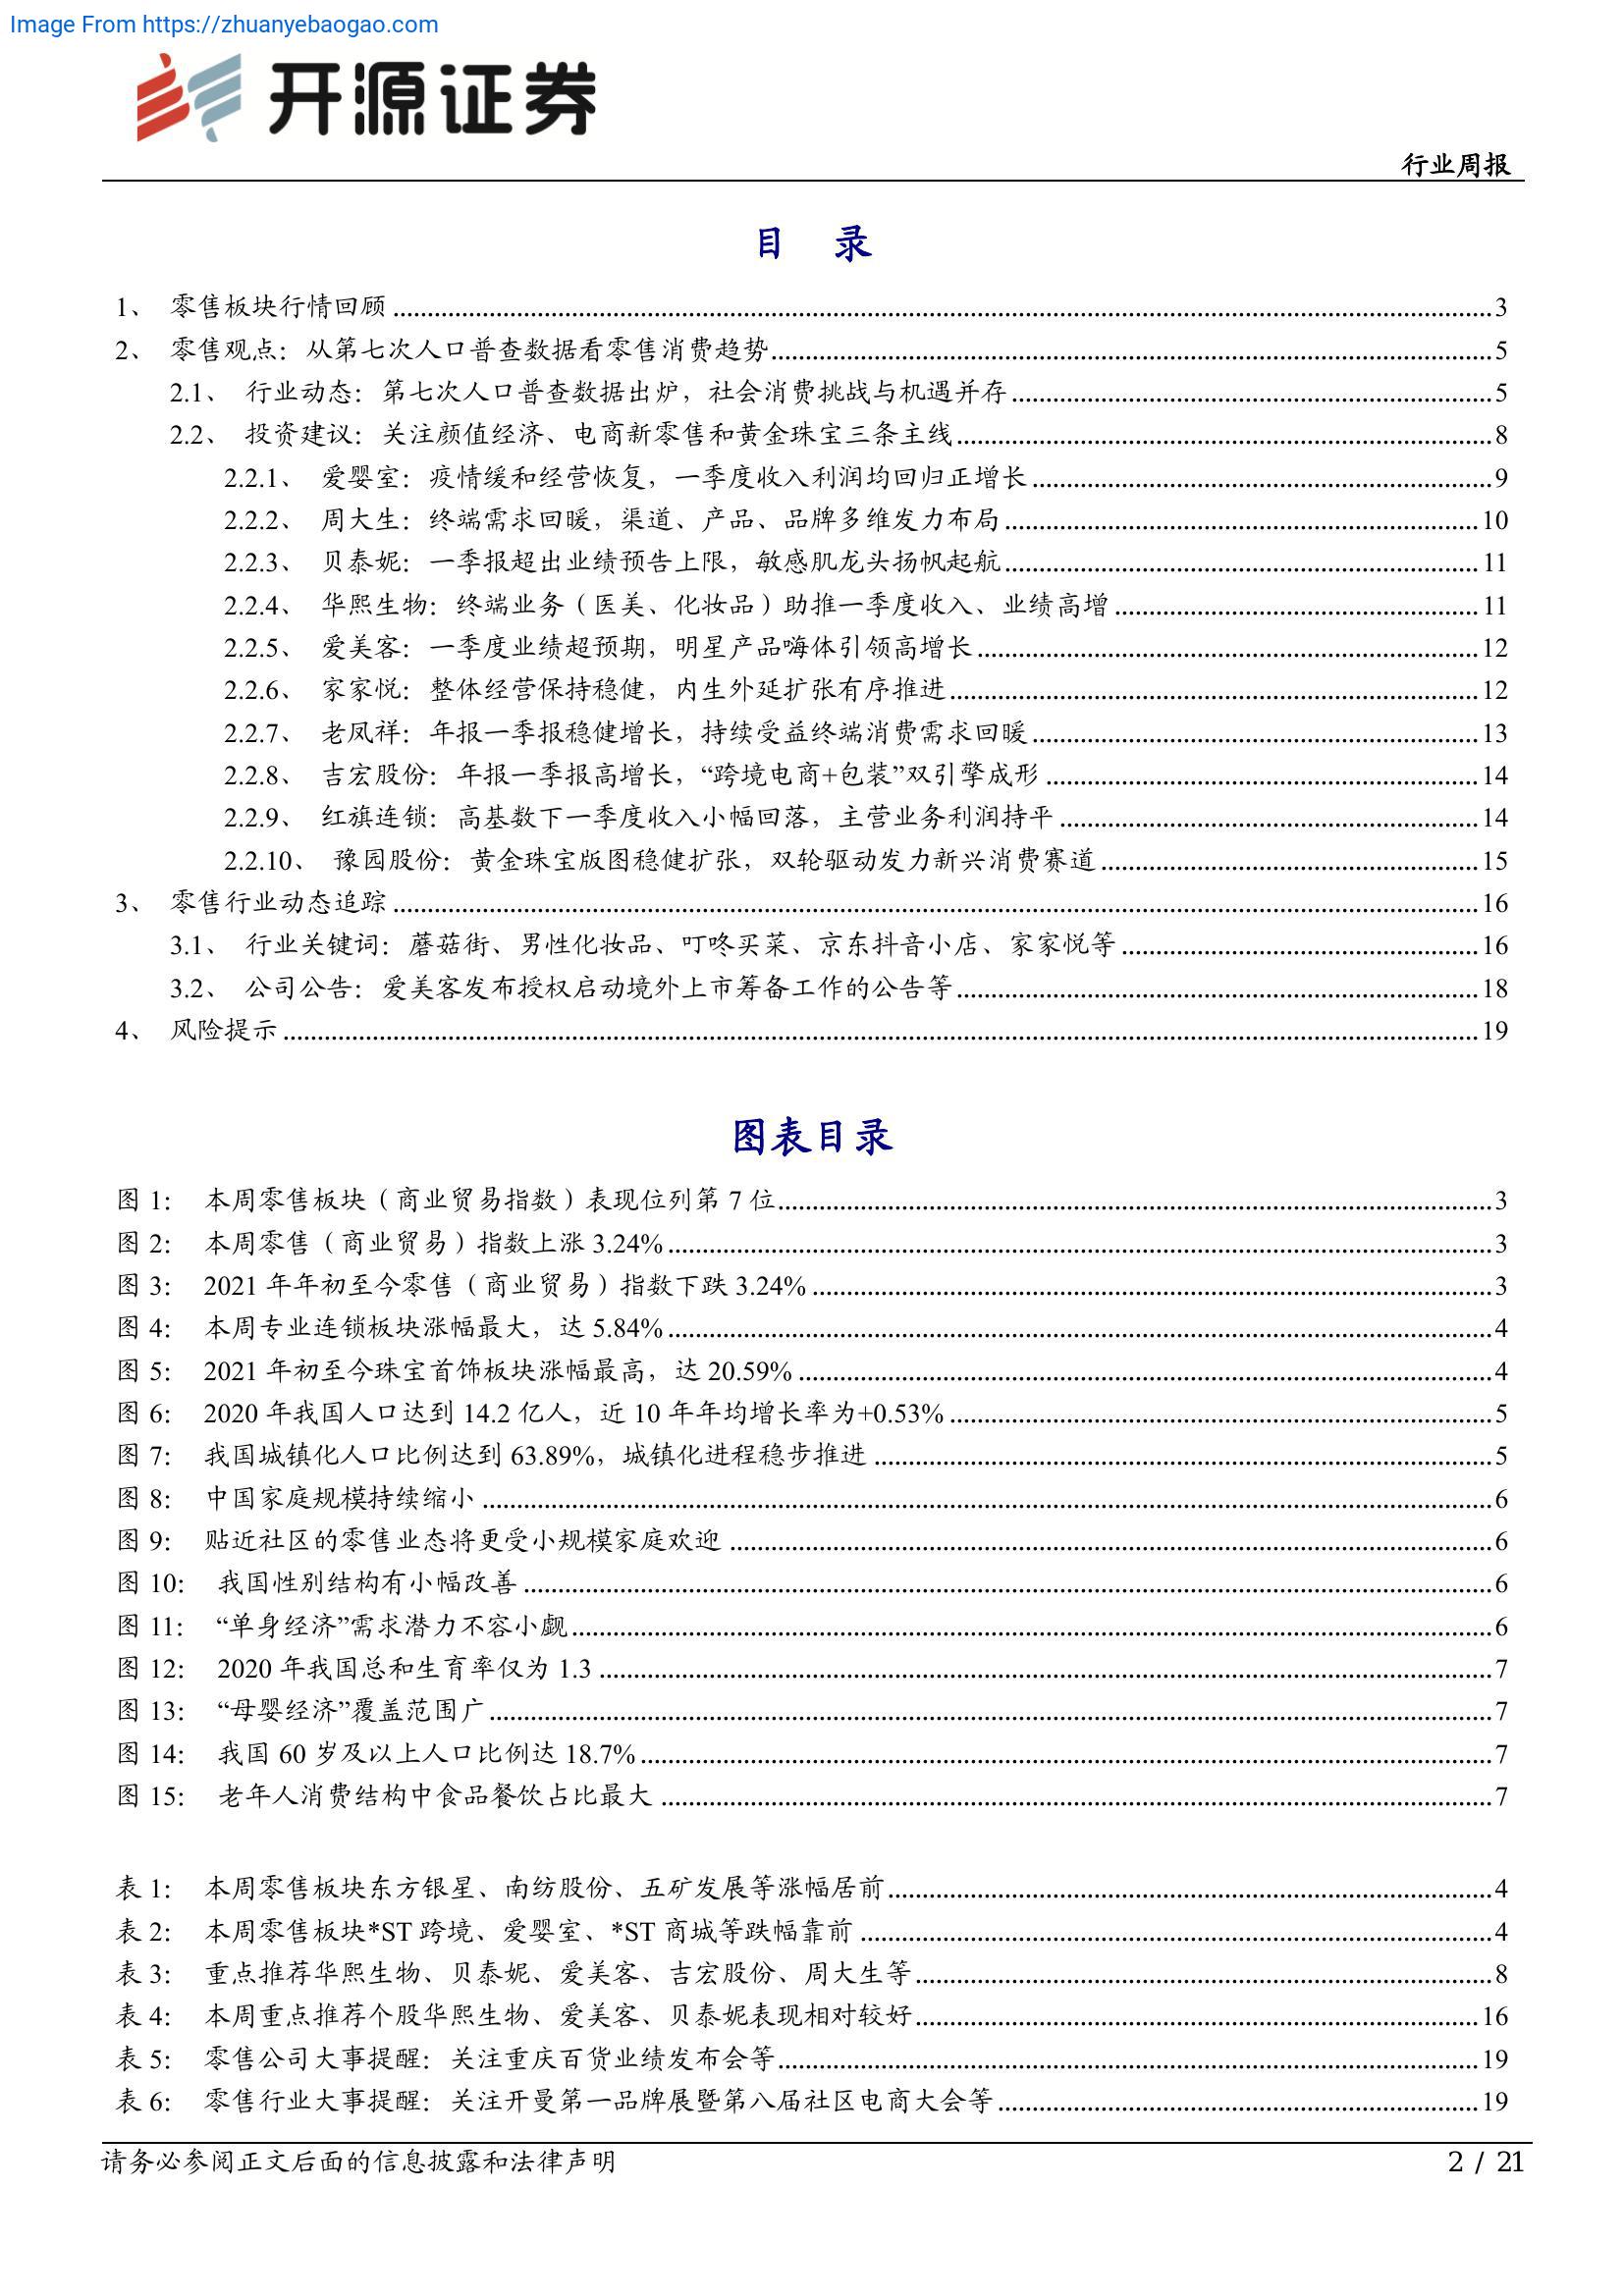 Image From https://zhuanyebaogao.com
开源证券
行业周报
目 录
1、 零售板块行情回顾 3
2、 零售观点：从第七次人口普查数据看零售消费趋势 5
2.1、 行业动态：第七次人口普查数据出炉，社会消费挑战与机遇并存 5
2.2、 投资建议：关注颜值经济、电商新零售和黄金珠宝三条主线 8
2.2.1、 爱婴室：疫情缓和经营恢复，一季度收入利润均回归正增长 9
2.2.2、 周大生：终端需求回暖，渠道、产品、品牌多维发力布局 10
2.2.3、 贝泰妮：一季报超出业绩预告上限，敏感肌龙头扬帆起航 11
2.2.4、 华熙生物：终端业务（医美、化妆品）助推一季度收入、业绩高增 11
2.2.5、 爱美客：一季度业绩超预期，明星产品嗨体引领高增长 12
2.2.6、 家家悦：整体经营保持稳健，内生外延扩张有序推进 12
2.2.7、 老凤祥：年报一季报稳健增长，持续受益终端消费需求回暖 13
2.2.8、 吉宏股份：年报一季报高增长，“跨境电商+包装”双引擎成形 14
2.2.9、 红旗连锁：高基数下一季度收入小幅回落，主营业务利润持平 14
2.2.10、 豫园股份：黄金珠宝版图稳健扩张，双轮驱动发力新兴消费赛道 15
3、 零售行业动态追踪 16
3.1、 行业关键词：蘑菇街、男性化妆品、叮咚买菜、京东抖音小店、家家悦等 16
3.2、 公司公告：爱美客发布授权启动境外上市筹备工作的公告等 18
4、 风险提示 19
图表目录
图 1： 本周零售板块（商业贸易指数）表现位列第 7 位 3
图 2： 本周零售（商业贸易）指数上涨 3.24% 3
图 3： 2021 年年初至今零售（商业贸易）指数下跌 3.24% 3
图 4： 本周专业连锁板块涨幅最大，达 5.84% 4
图 5： 2021 年初至今珠宝首饰板块涨幅最高，达 20.59% 4
图 6： 2020 年我国人口达到 14.2 亿人，近 10 年年均增长率为+0.53% 5
图 7： 我国城镇化人口比例达到 63.89%，城镇化进程稳步推进 5
图 8： 中国家庭规模持续缩小 6
图 9： 贴近社区的零售业态将更受小规模家庭欢迎 6
图 10： 我国性别结构有小幅改善 6
图 11： “单身经济”需求潜力不容小觑 6
图 12： 2020 年我国总和生育率仅为 1.3 7
图 13： “母婴经济”覆盖范围广 7
图 14： 我国 60 岁及以上人口比例达 18.7% 7
图 15： 老年人消费结构中食品餐饮占比最大 7
表 1： 本周零售板块东方银星、南纺股份、五矿发展等涨幅居前 4
表 2： 本周零售板块*ST 跨境、爱婴室、*ST 商城等跌幅靠前 4
表 3： 重点推荐华熙生物、贝泰妮、爱美客、吉宏股份、周大生等 8
表 4： 本周重点推荐个股华熙生物、爱美客、贝泰妮表现相对较好 16
表 5： 零售公司大事提醒：关注重庆百货业绩发布会等 19
表 6： 零售行业大事提醒：关注开曼第一品牌展暨第八届社区电商大会等 19
请务必参阅正文后面的信息披露和法律声明 2 / 21